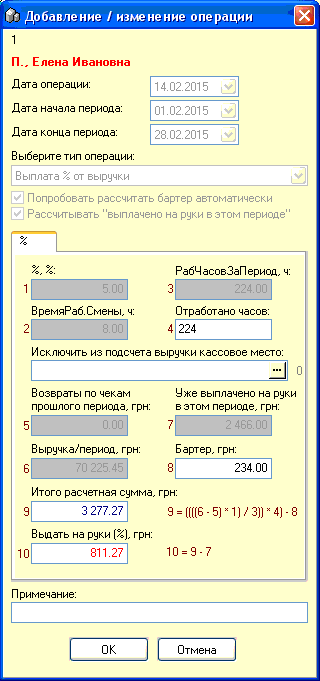 Добавление / изменение операции
1
П., Елена Ивановна
Дата операции: 14.02.2015
Дата начала периода: 01.02.2015
Дата конца периода: 28.02.2015
Выберите тип операции:
Выплата % от выручки
Попробовать рассчитать бартер автоматически
Рассчитывать "выплачено на руки в этом периоде"
%
%, %: РабЧасовЗаПериод, ч:
1 5.00 3 224.00
ВремяРаб.Смены, ч: Отработано часов:
2 8.00 4 224
Исключить из подсчета выручки кассовое место:
... 0
Возвраты по чекам Уже выплачено на руки
прошлого периода, грн: в этом периоде, грн:
5 0.00 7 2 466.00
Выручка/период, грн: Бартер, грн:
6 70 225.45 8 234.00
Итого расчетная сумма, грн:
9 3 277.27 9 = ((((6 - 5) * 1) / 3)) * 4) - 8
Выдать на руки (%), грн:
10 811.27 10 = 9 - 7
Примечание:
OK Отмена